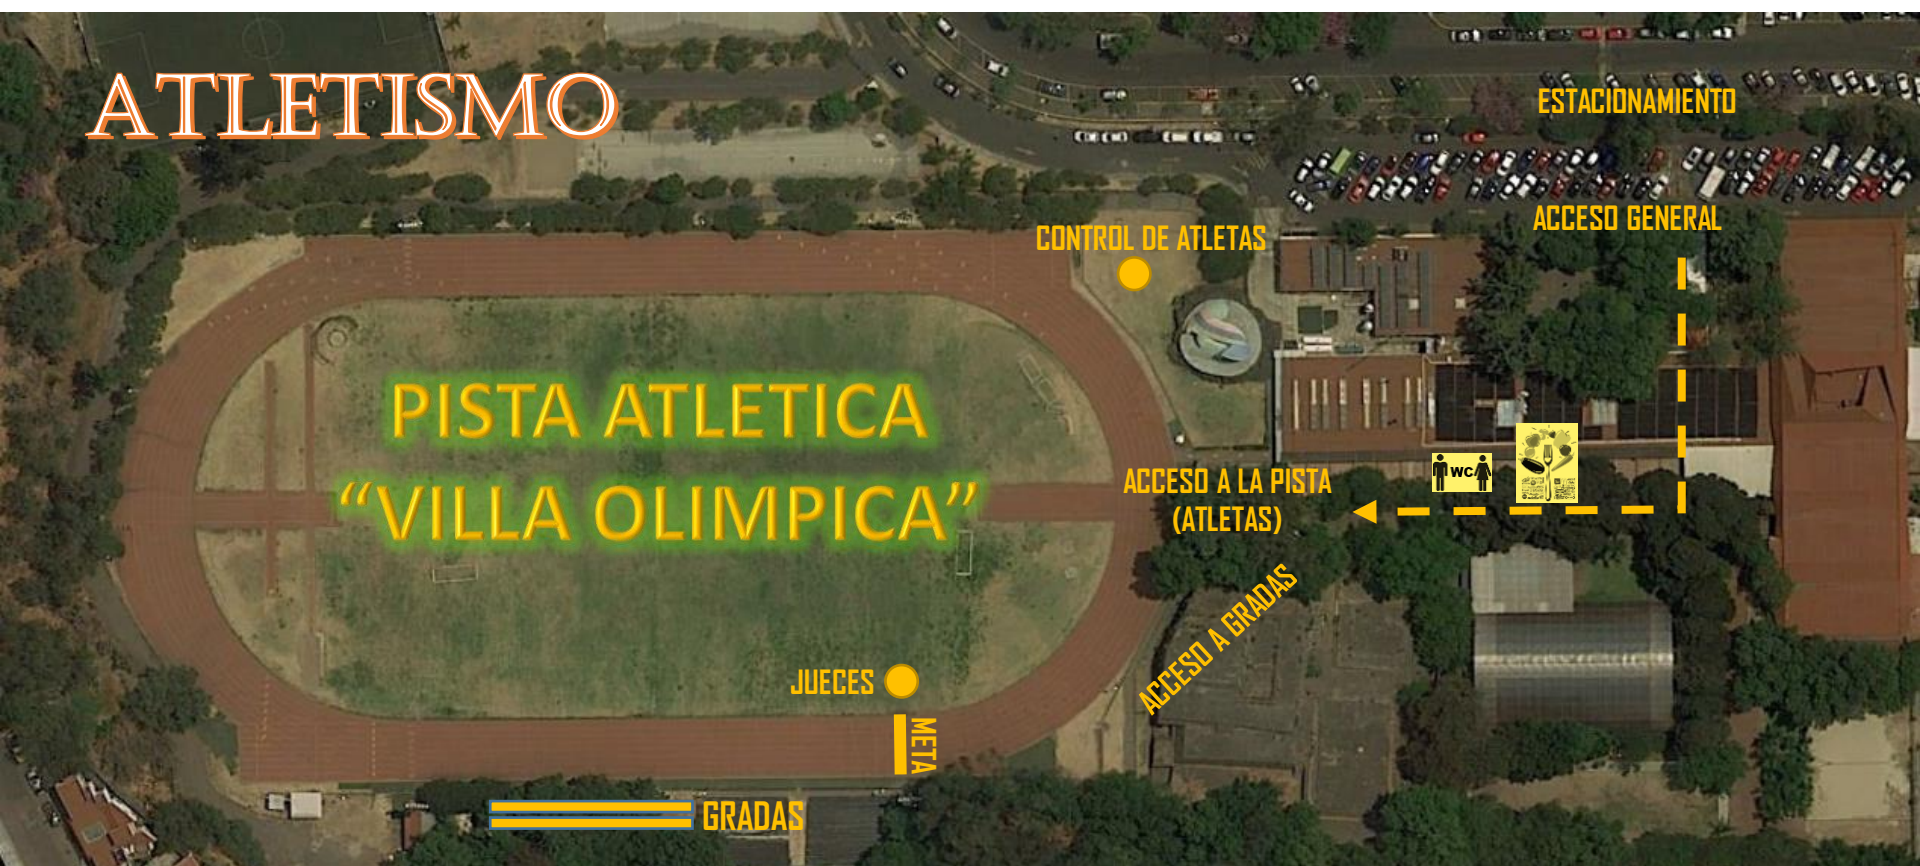 ATLETISMO
ESTACIONAMIENTO
ACCESO GENERAL
CONTROL DE ATLETAS
PISTA ATLETICA
“VILLA OLIMPICA”
ACCESO A LA PISTA
(ATLETAS)
WC
ACCESO A GRADAS
JUECES
META
GRADAS